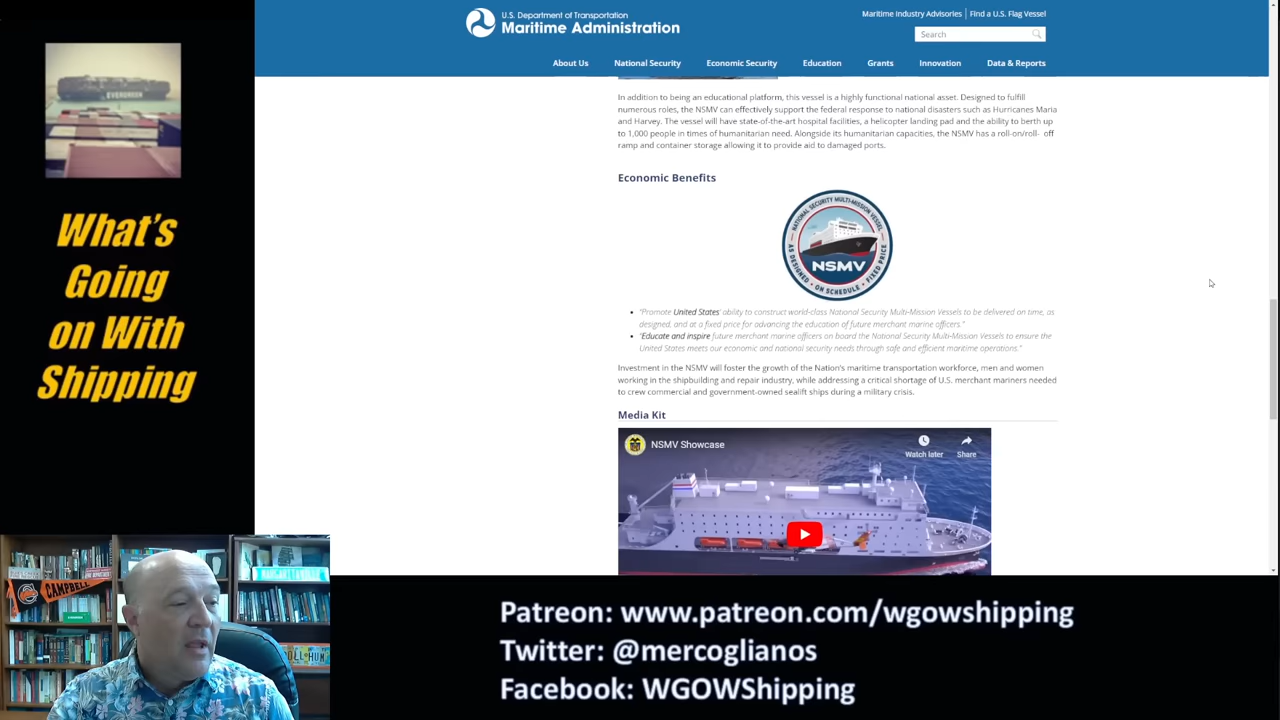 U.S. Department of Transportation
Maritime Administration
Maritime Industry Advisories | Find a U.S. Flag Vessel
Search
About Us
National Security
Economic Security
Education
Grants
Innovation
Data & Reports
In addition to being an educational platform, this vessel is a highly functional national asset. Designed to fulfill
numerous roles, the NSMV can effectively support the federal response to national disasters such as Hurricanes Maria
and Harvey. The vessel will have state-of-the-art hospital facilities, a helicopter landing pad and the ability to berth up
to 1,000 people in times of humanitarian need. Alongside its humanitarian capacities, the NSMV has a roll-on/roll- off
ramp and container storage allowing it to provide aid to damaged ports.
Economic Benefits
NATIONAL SECURITY MULTI-MISSION VESSEL
NSMV
AS DESIGNED • ON SCHEDULE • FIXED PRICE
"Promote United States' ability to construct world-class National Security Multi-Mission Vessels to be delivered on time, as
designed, and at a fixed price for advancing the education of future merchant marine officers."
"Educate and inspire future merchant marine officers on board the National Security Multi-Mission Vessels to ensure the
United States meets our economic and national security needs through safe and efficient maritime operations."
Investment in the NSMV will foster the growth of the Nation's maritime transportation workforce, men and women
working in the shipbuilding and repair industry, while addressing a critical shortage of U.S. merchant mariners needed
to crew commercial and government-owned sealift ships during a military crisis.
Media Kit
NSMV Showcase
Watch later
Share
EVERGREEN
What's
Going
on With
Shipping
CAMPBELL
Patreon: www.patreon.com/wgowshipping
Twitter: @mercoglianos
Facebook: WGOWShipping